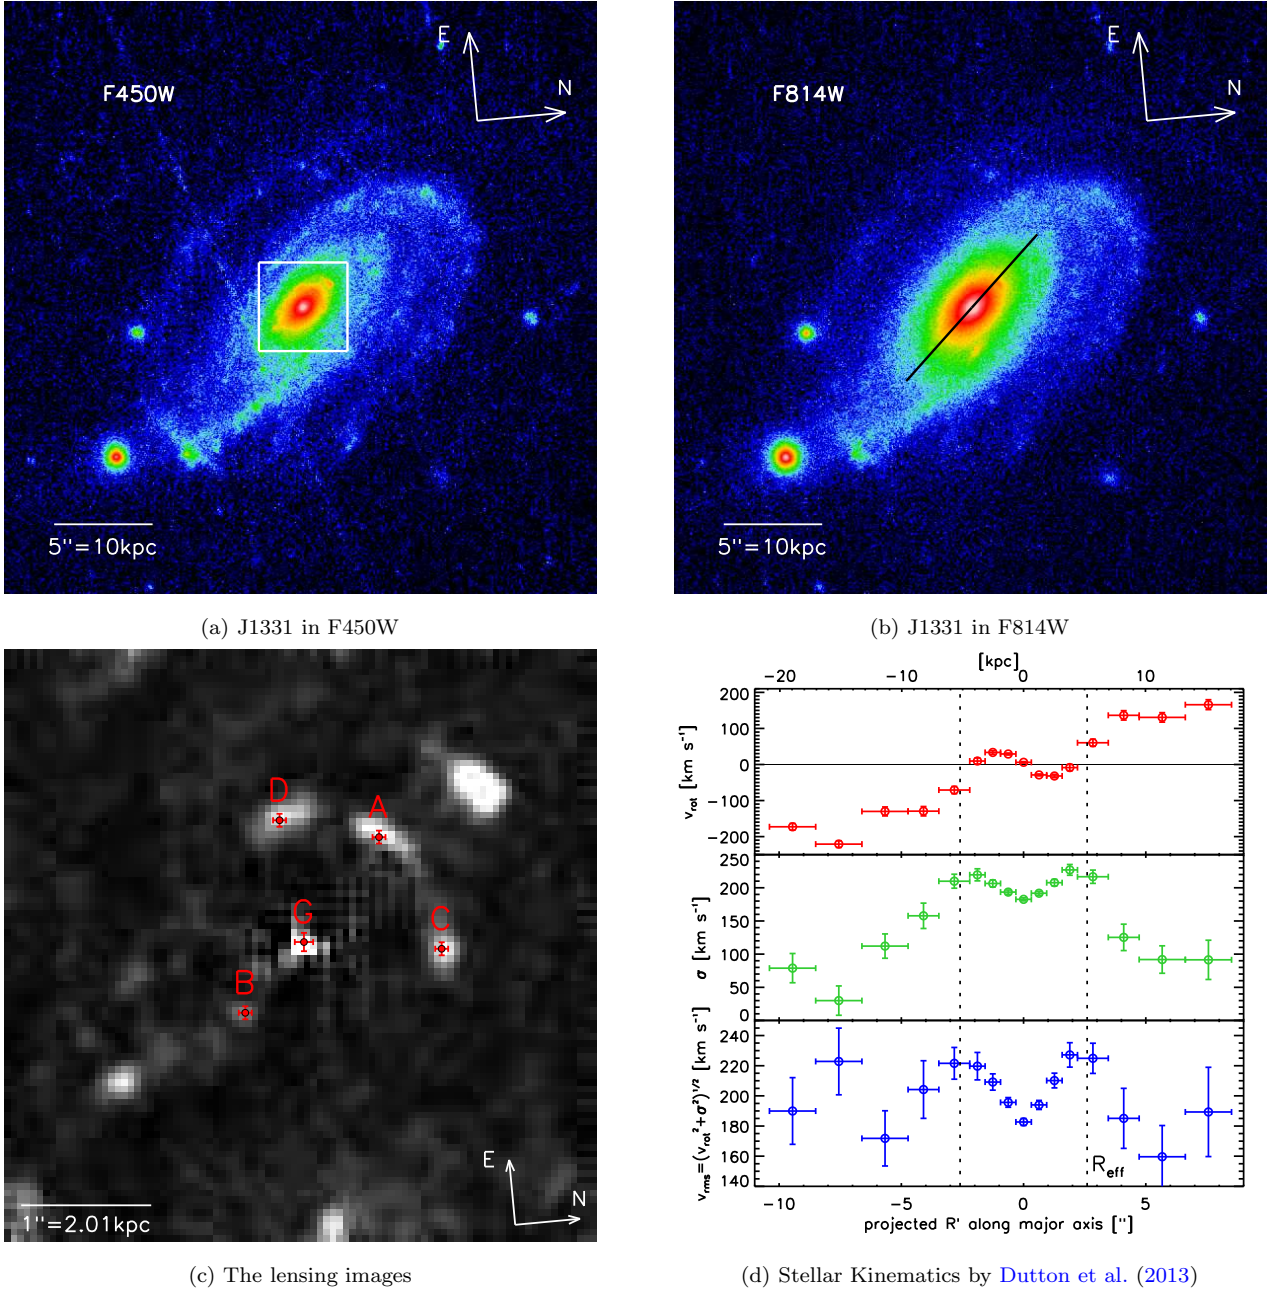 F450W
E
N
5"=10kpc
(a) J1331 in F450W
F814W
E
N
5"=10kpc
(b) J1331 in F814W
D
A
G
C
B
E
N
1"=2.01kpc
(c) The lensing images
[kpc]
−20 −10 0 10
200
100
0
−100
−200
v_rot [km s⁻¹]
250
200
150
100
50
0
σ [km s⁻¹]
240
220
200
180
160
140
v_rms=(v_rot²+σ²)^1/2 [km s⁻¹]
R_eff
−10 −5 0 5
projected R' along major axis ["]
(d) Stellar Kinematics by Dutton et al. (2013)